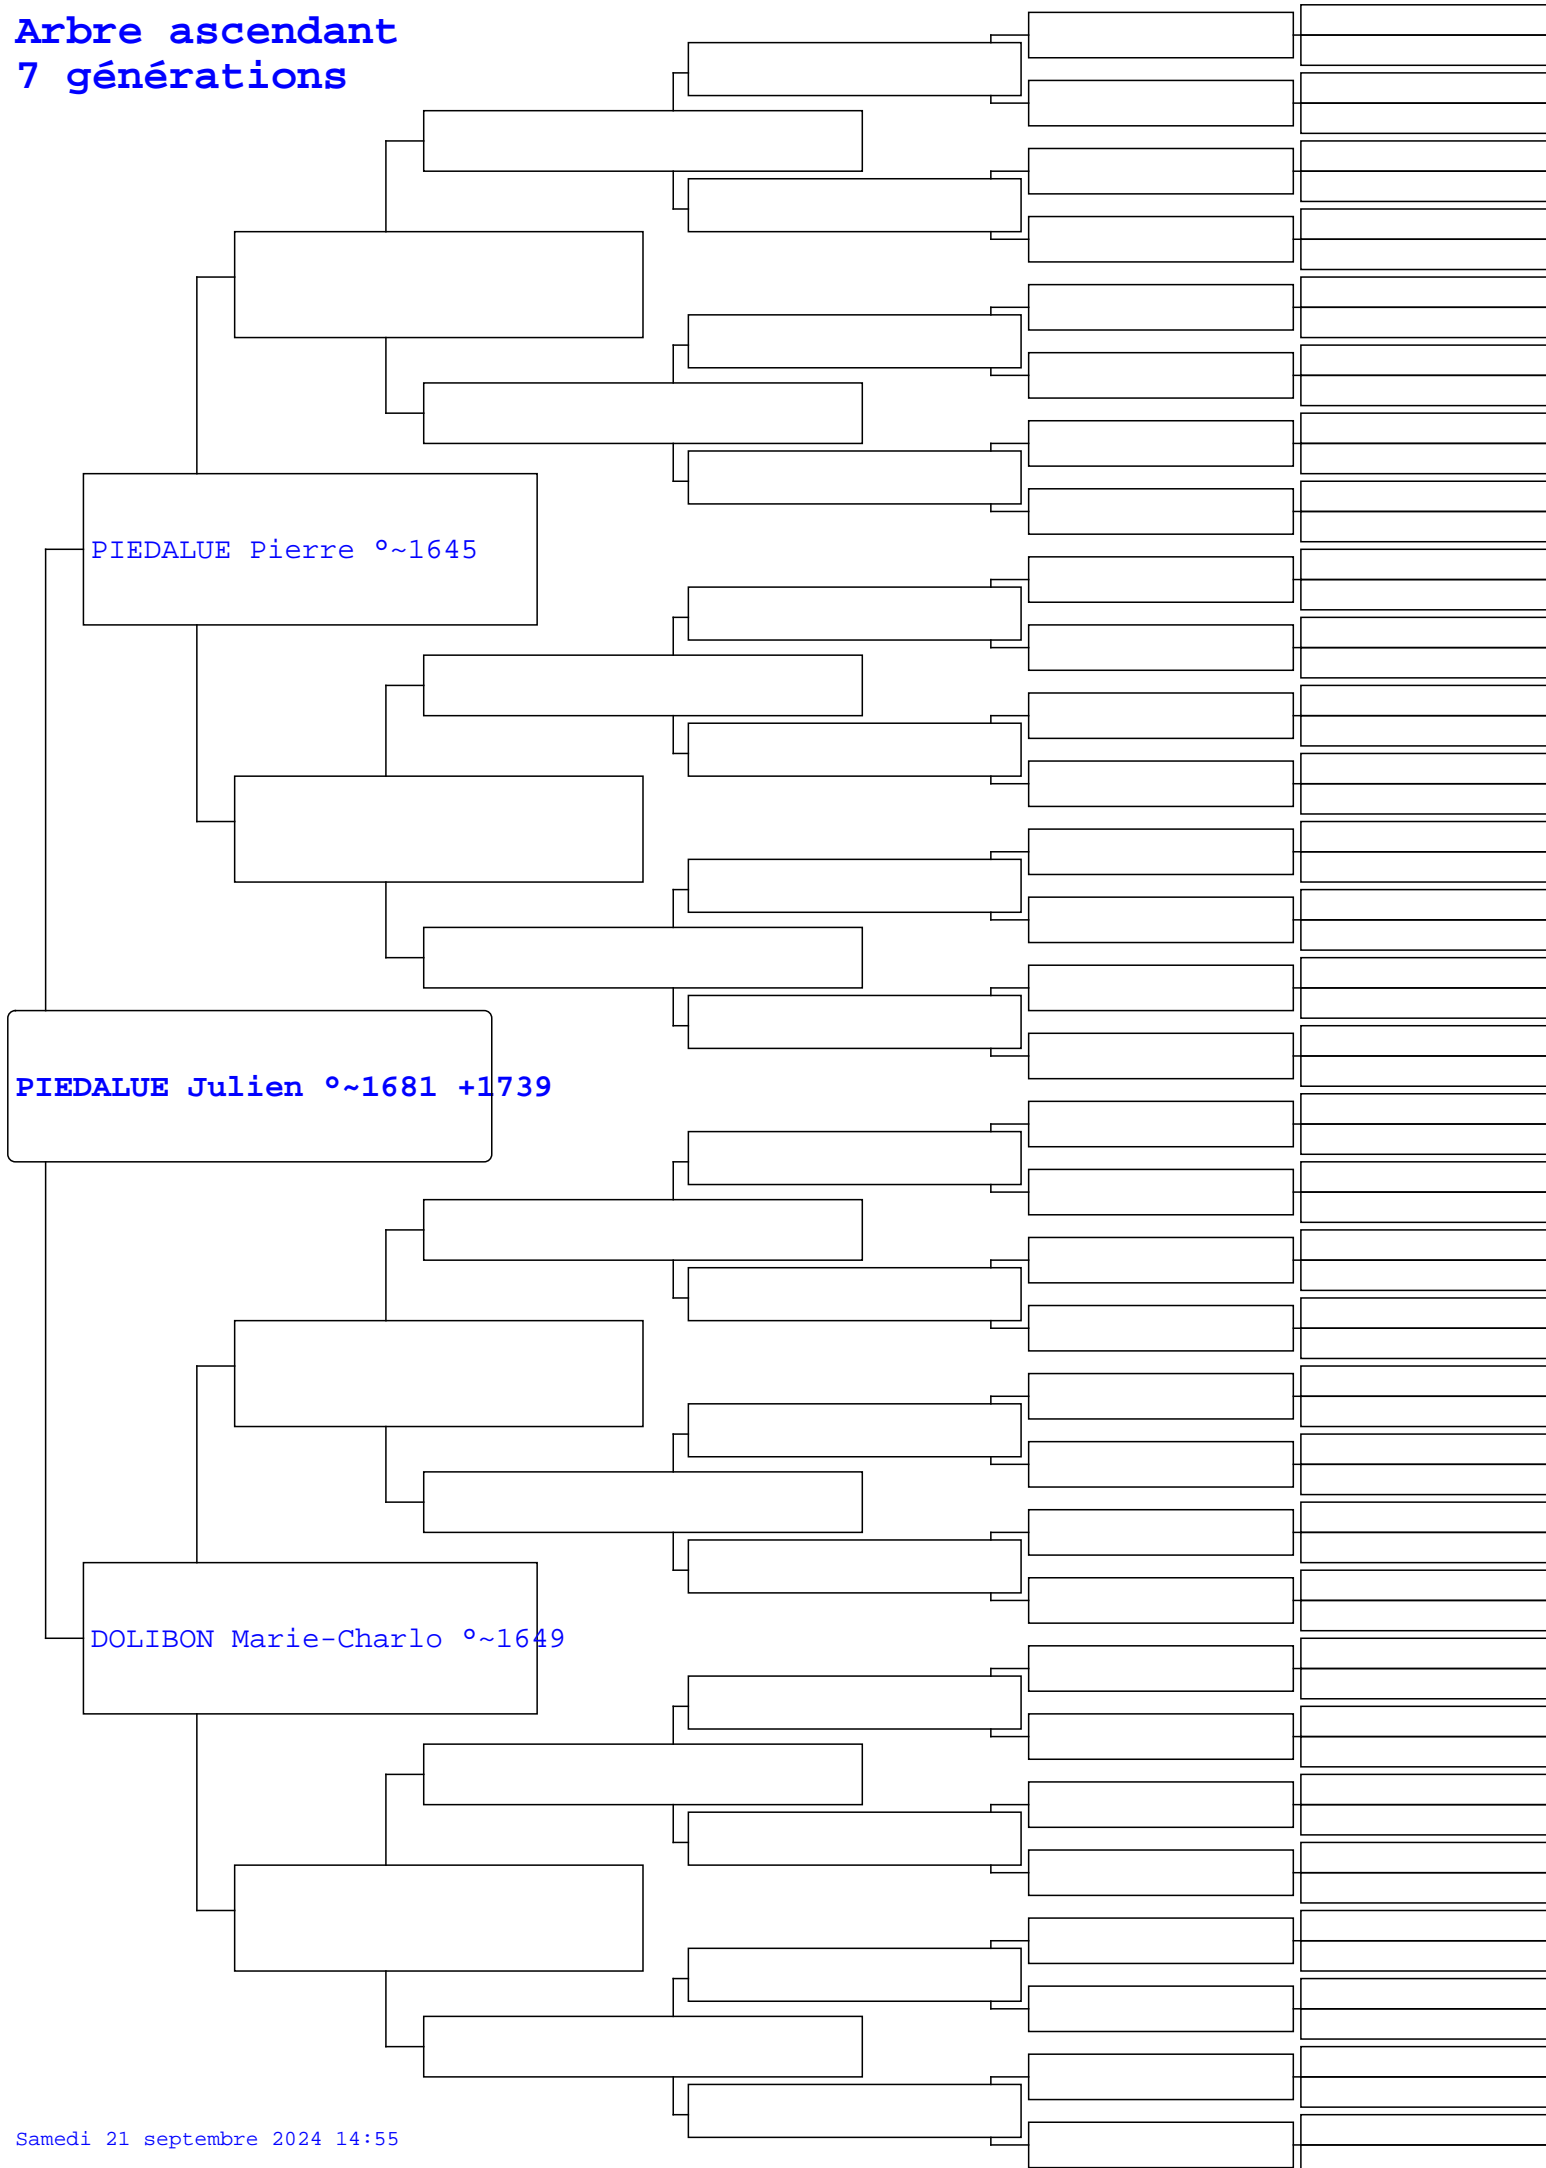 Arbre ascendant
7 générations
PIEDALUE Pierre °~1645
PIEDALUE Julien °~1681 +1739
DOLIBON Marie-Charlo °~1649
Samedi 21 septembre 2024 14:55